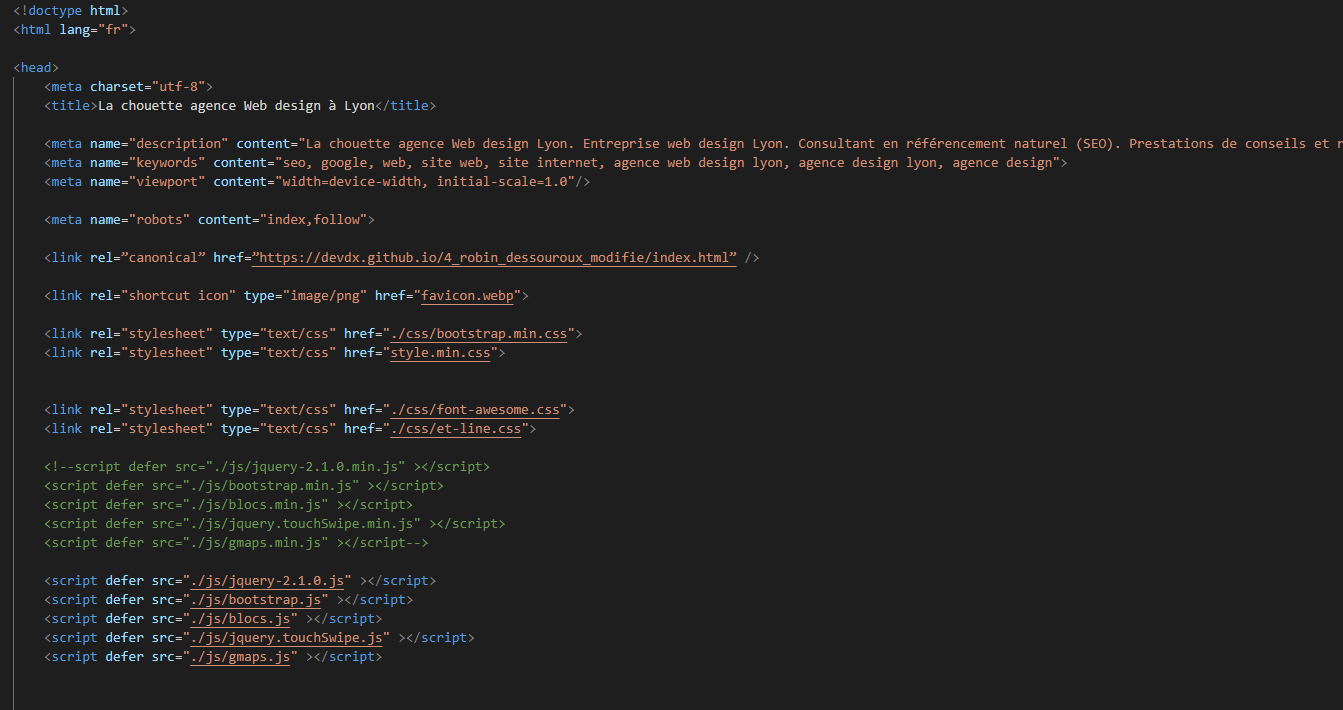 <!doctype html>
<html lang="fr">
<head>
<meta charset="utf-8">
<title>La chouette agence Web design à Lyon</title>
<meta name="description" content="La chouette agence Web design Lyon. Entreprise web design Lyon. Consultant en référencement naturel (SEO). Prestations de conseils et r
<meta name="keywords" content="seo, google, web, site web, site internet, agence web design lyon, agence design lyon, agence design">
<meta name="viewport" content="width=device-width, initial-scale=1.0"/>
<meta name="robots" content="index,follow">
<link rel=”canonical” href=”https://devdx.github.io/4_robin_dessouroux_modifie/index.html” />
<link rel="shortcut icon" type="image/png" href="favicon.webp">
<link rel="stylesheet" type="text/css" href="./css/bootstrap.min.css">
<link rel="stylesheet" type="text/css" href="style.min.css">
<link rel="stylesheet" type="text/css" href="./css/font-awesome.css">
<link rel="stylesheet" type="text/css" href="./css/et-line.css">
<!--script defer src="./js/jquery-2.1.0.min.js" ></script>
<script defer src="./js/bootstrap.min.js" ></script>
<script defer src="./js/blocs.min.js" ></script>
<script defer src="./js/jquery.touchSwipe.min.js" ></script>
<script defer src="./js/gmaps.min.js" ></script-->
<script defer src="./js/jquery-2.1.0.js" ></script>
<script defer src="./js/bootstrap.js" ></script>
<script defer src="./js/blocs.js" ></script>
<script defer src="./js/jquery.touchSwipe.js" ></script>
<script defer src="./js/gmaps.js" ></script>